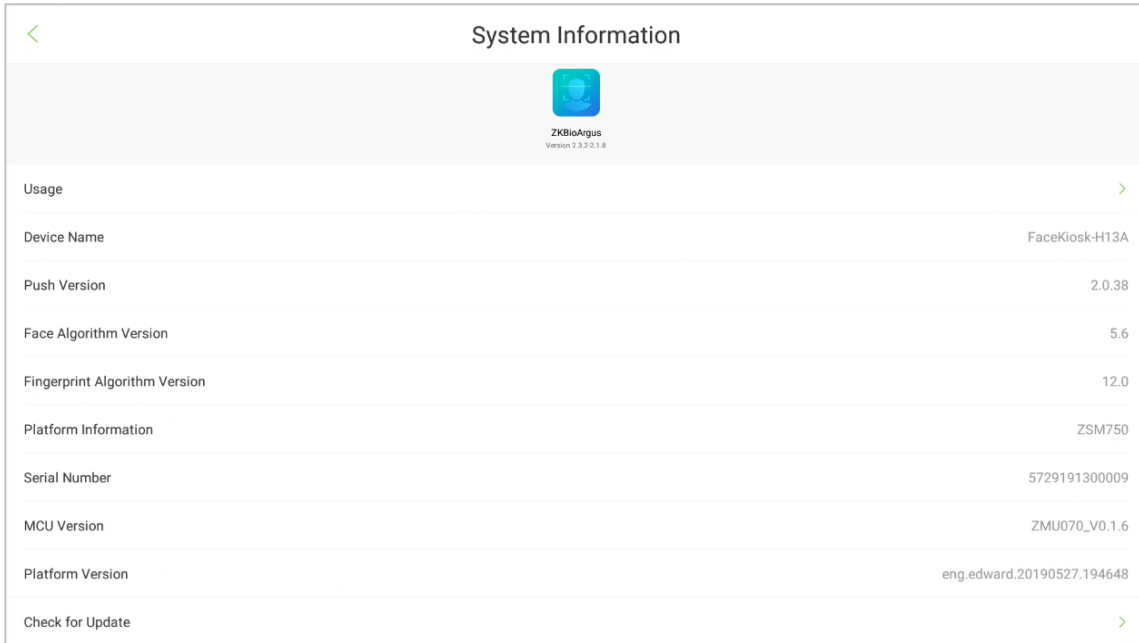 System Information
ZKBioArgus
Version 2.3.2-2.1.8
Usage
Device Name FaceKiosk-H13A
Push Version 2.0.38
Face Algorithm Version 5.6
Fingerprint Algorithm Version 12.0
Platform Information ZSM750
Serial Number 5729191300009
MCU Version ZMU070_V0.1.6
Platform Version eng.edward.20190527.194648
Check for Update